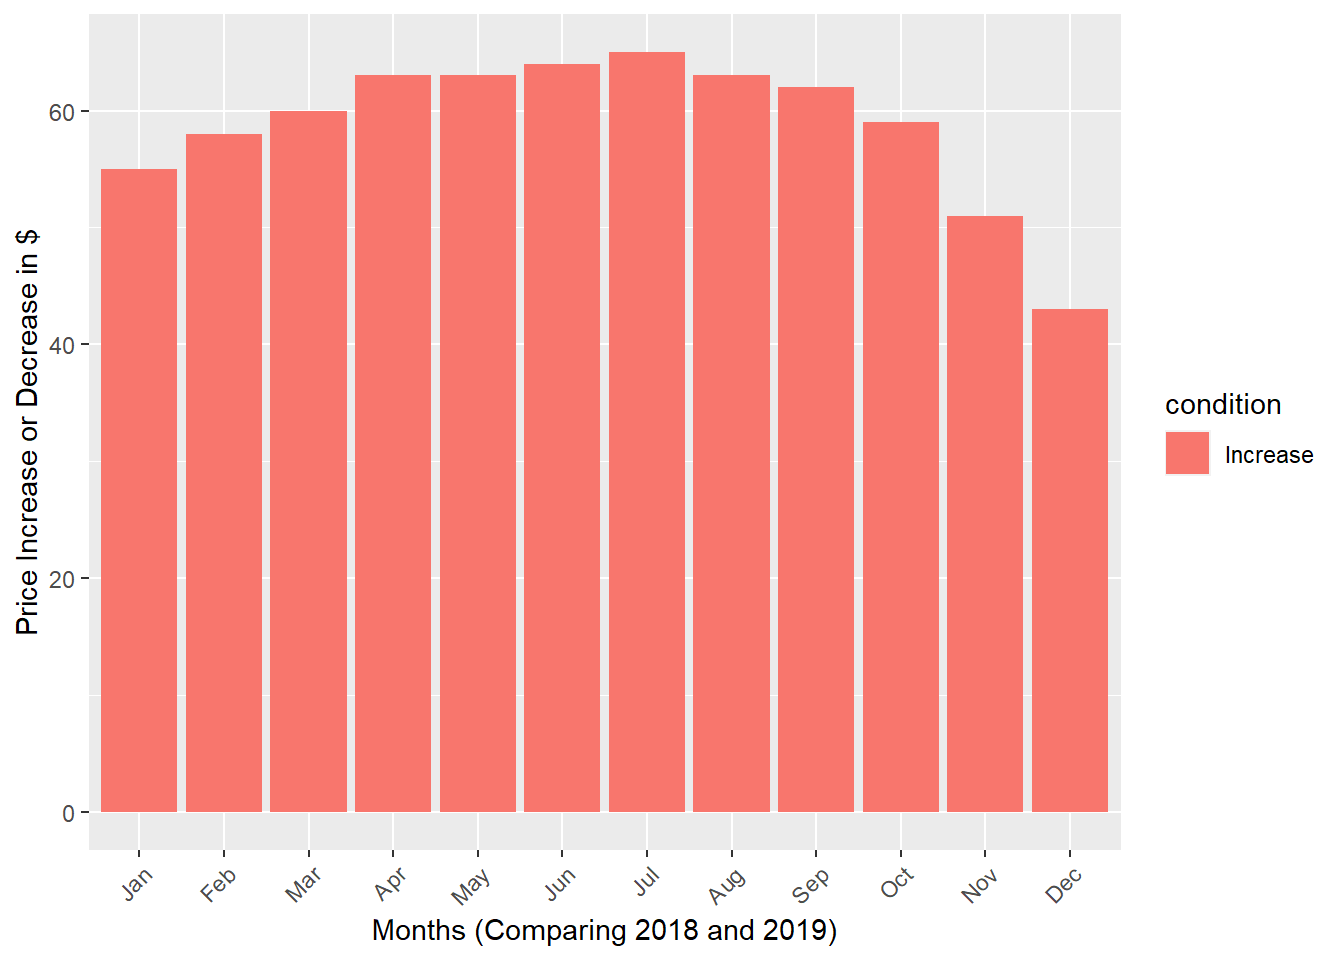 Price Increase or Decrease in $
60
40
20
0
Jan
Feb
Mar
Apr
May
Jun
Jul
Aug
Sep
Oct
Nov
Dec
Months (Comparing 2018 and 2019)
condition
Increase